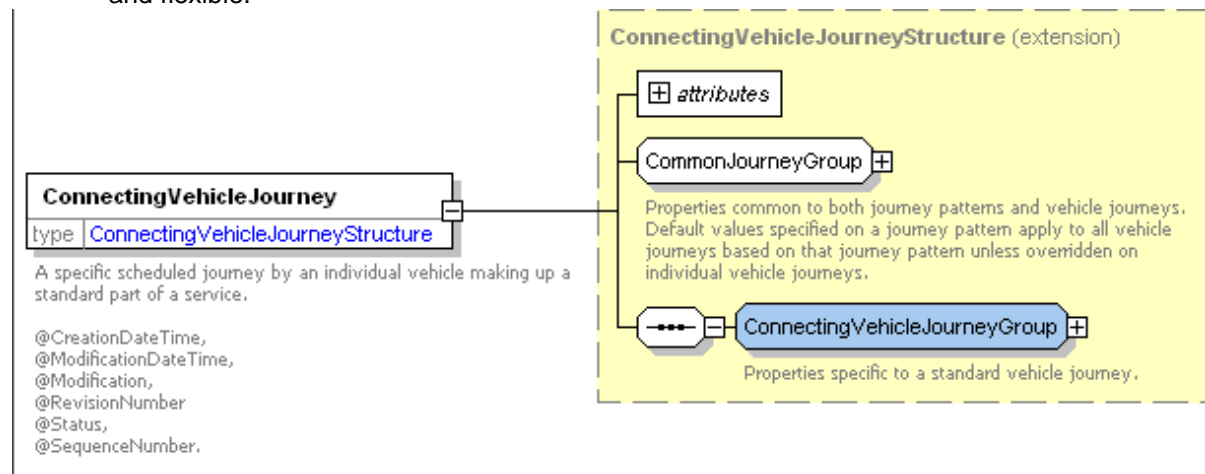 and flexible.
ConnectingVehicleJourneyStructure (extension)
attributes
CommonJourneyGroup
Properties common to both journey patterns and vehicle journeys.
Default values specified on a journey pattern apply to all vehicle
journeys based on that journey pattern unless overridden on
individual vehicle journeys.
ConnectingVehicleJourney
type ConnectingVehicleJourneyStructure
A specific scheduled journey by an individual vehicle making up a
standard part of a service.
@CreationDateTime,
@ModificationDateTime,
@Modification,
@RevisionNumber
@Status,
@SequenceNumber.
ConnectingVehicleJourneyGroup
Properties specific to a standard vehicle journey.